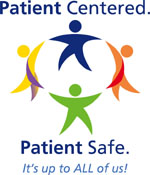 Patient Centered.
Patient Safe.
It's up to ALL of us!